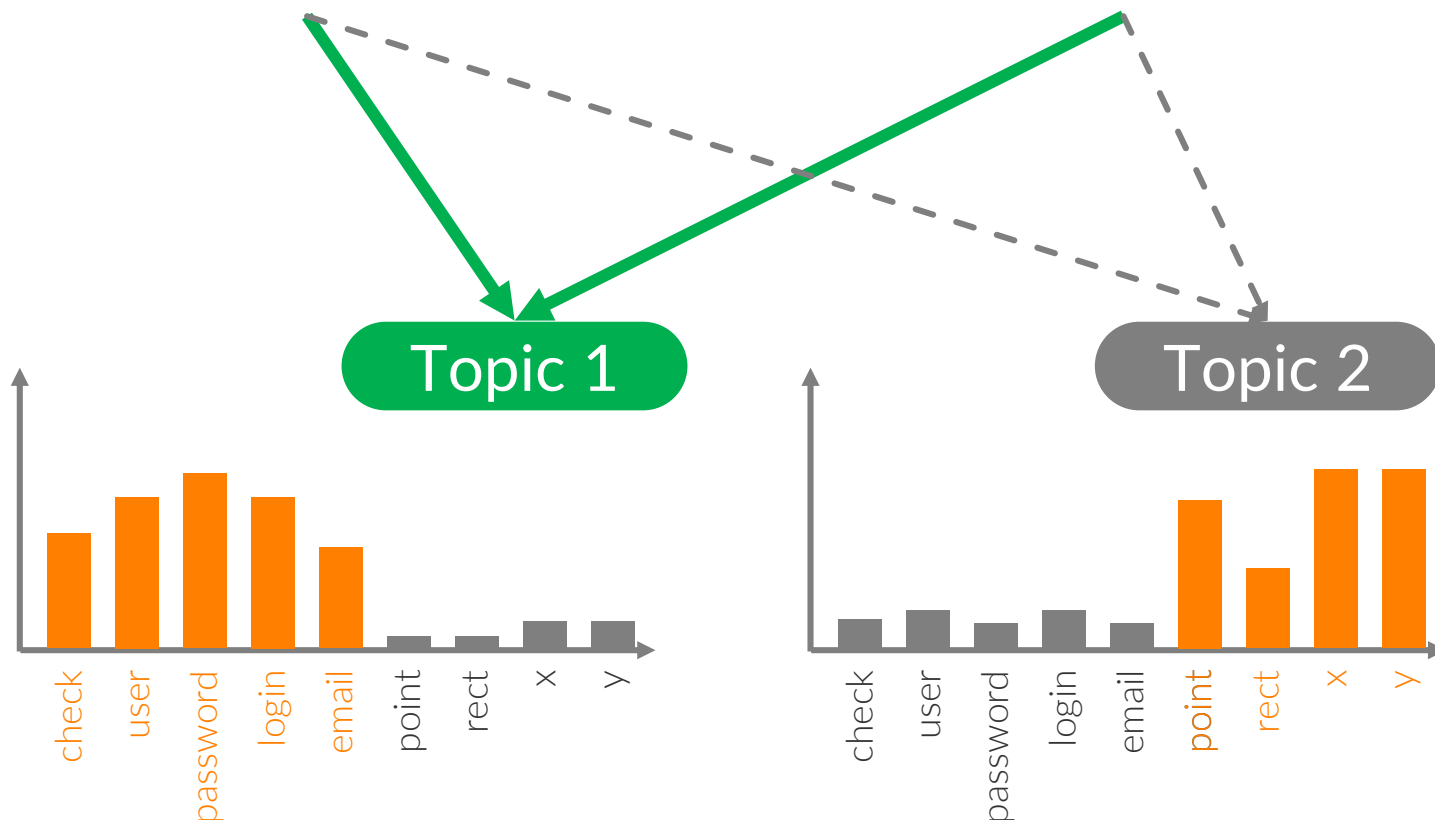 Topic 1
Topic 2
check
user
password
login
email
point
rect
x
y
check
user
password
login
email
point
rect
x
y